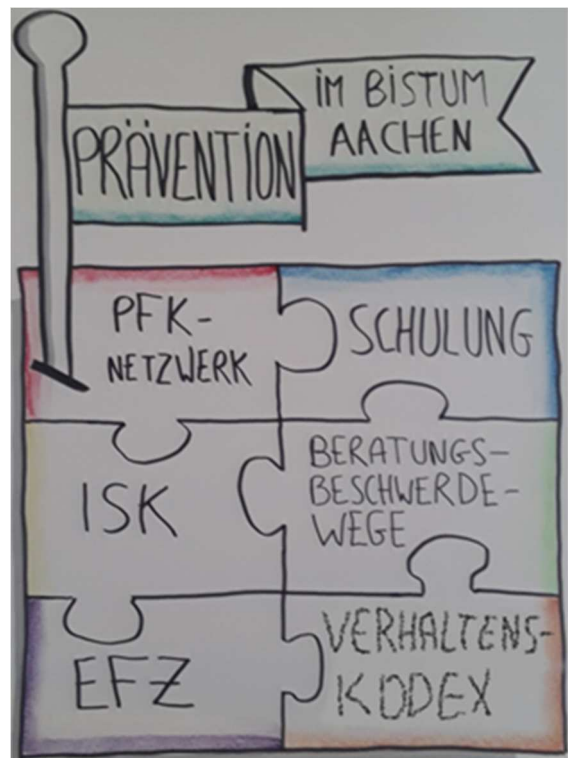 PRÄVENTION
IM BISTUM
AACHEN
PFK-
NETZWERK
SCHULUNG
ISK
BERATUNGS-
BESCHWERDE-
WEGE
EFZ
VERHALTENS-
KODEX